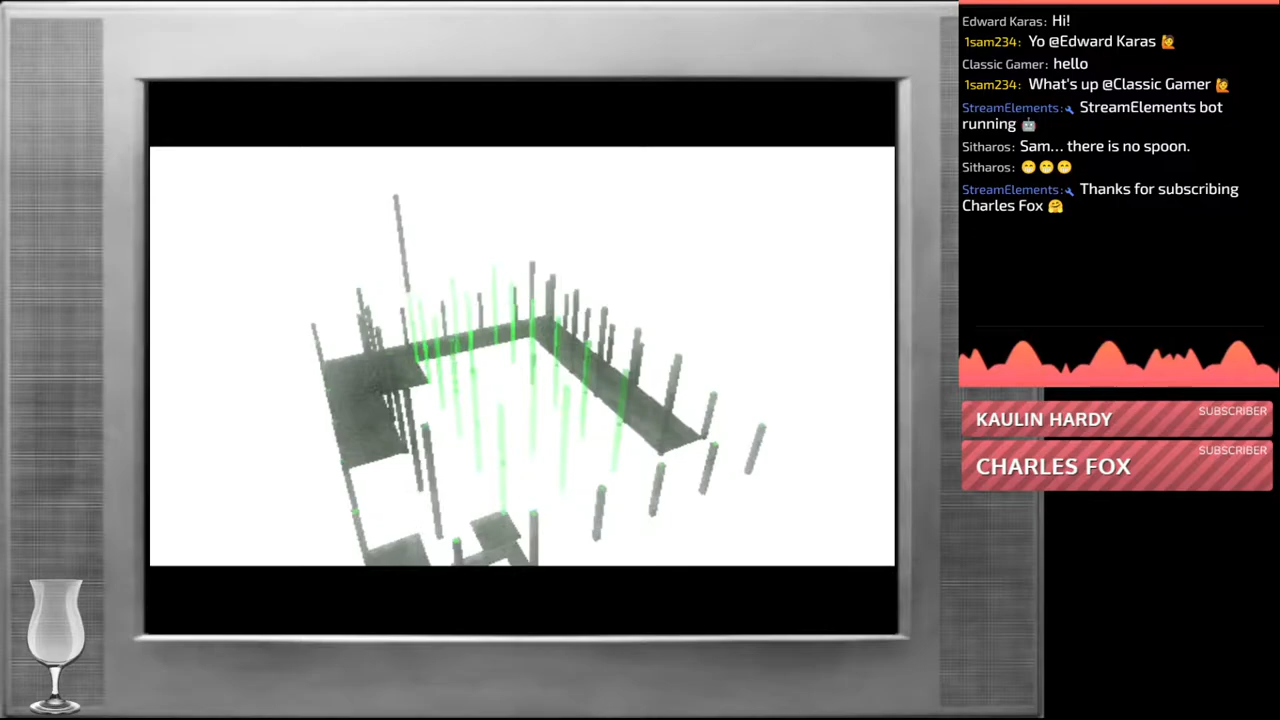 Edward Karas: Hi!
1sam234: Yo @Edward Karas 🙋
Classic Gamer: hello
1sam234: What's up @Classic Gamer 🙋
StreamElements: StreamElements bot
running 🤖
Sitharos: Sam... there is no spoon.
Sitharos: 😁😁😁
StreamElements: Thanks for subscribing
Charles Fox 🤗
KAULIN HARDY SUBSCRIBER
CHARLES FOX SUBSCRIBER